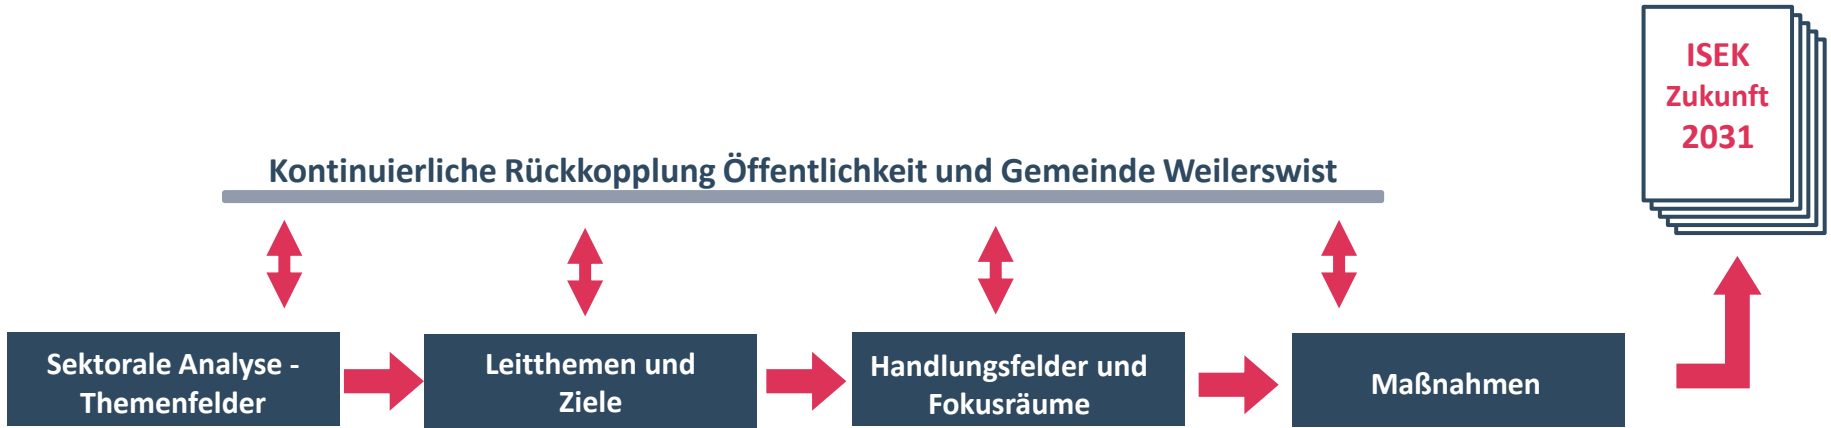 ISEK
Zukunft
2031
Kontinuierliche Rückkopplung Öffentlichkeit und Gemeinde Weilerswist
Sektorale Analyse -
Themenfelder
Leitthemen und
Ziele
Handlungsfelder und
Fokusräume
Maßnahmen